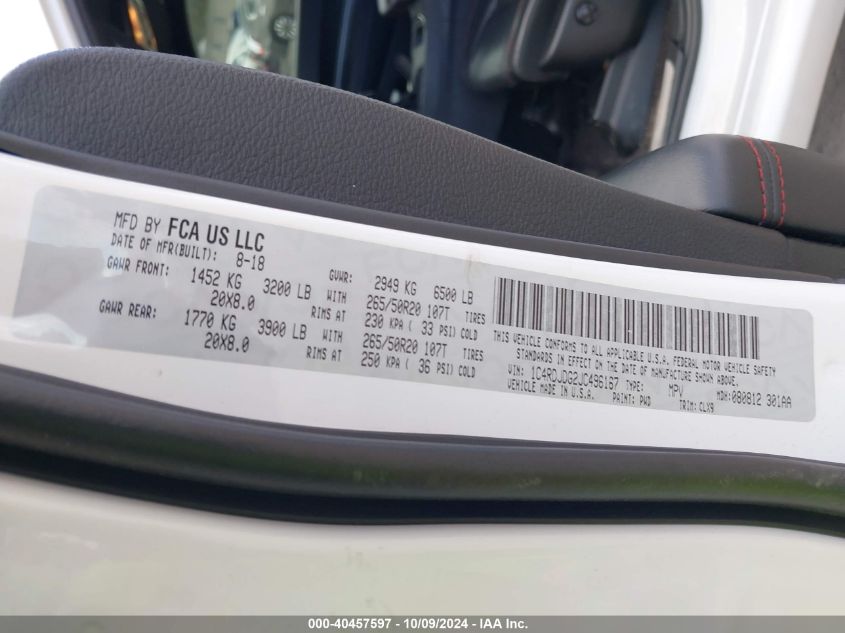 MFD BY FCA US LLC
DATE OF MFR(BUILT): 8-18
GAWR FRONT: 1452 KG 3200 LB WITH 265/50R20 107T TIRES
20X8.0 RIMS AT 230 KPA ( 33 PSI) COLD
GAWR REAR: 1770 KG 3900 LB WITH 265/50R20 107T TIRES
20X8.0 RIMS AT 250 KPA ( 36 PSI) COLD
GVWR: 2949 KG 6500 LB
THIS VEHICLE CONFORMS TO ALL APPLICABLE U.S.A. FEDERAL MOTOR VEHICLE SAFETY
STANDARDS IN EFFECT ON THE DATE OF MANUFACTURE SHOWN ABOVE.
VIN: 1C4RDJDG2JC496167 TYPE: MPV MDH:080812 301AA
VEHICLE MADE IN U.S.A. PAINT: PWD TRIM: CLX9
000-40457597 - 10/09/2024 - IAA Inc.